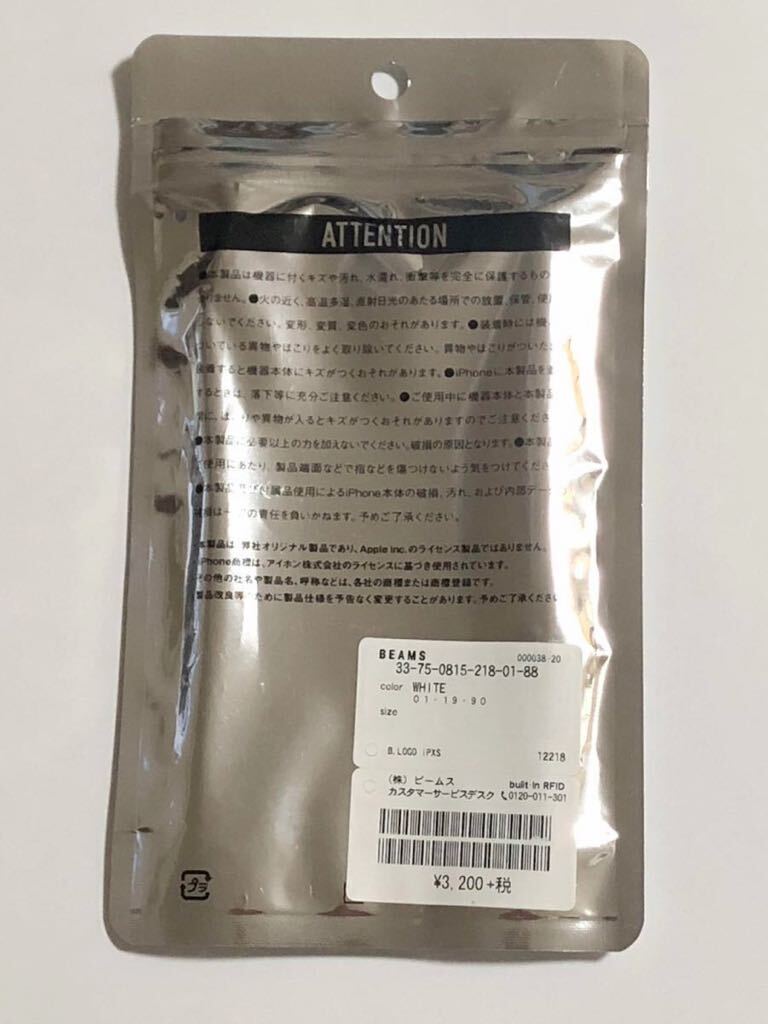 ATTENTION
●本製品は機器に付くキズや汚れ、水濡れ、衝撃等を完全に保護するもの
ありません。●火の近く、高温多湿、直射日光のあたる場所での放置、保管、使
しないでください。変形、変質、変色のおそれがあります。●装着時には機
ついている異物やほこりをよく取り除いてください。異物やほこりがついた
装着すると機器本体にキズがつくおそれがあります。●iPhoneに本製品を
するときは、落下等に充分ご注意ください。●ご使用中に機器本体と本製品
に、ほこりや異物が入るとキズがつくおそれがありますのでご注意くださ
●本製品に必要以上の力を加えないでください。破損の原因となります。●本製品
ご使用にあたり、製品端面などで指などを傷つけないよう気をつけてくだ
●本製品及び付属品使用によるiPhone本体の破損、汚れ、および内部データ
の責任を負いかねます。予めご了承ください。
本製品は 弊社オリジナル製品であり、Apple Inc.のライセンス製品ではありません。
iPhone商標は、アイホン株式会社のライセンスに基づき使用されています。
その他の社名や製品名、呼称などは、各社の商標または商標登録です。
製品改良等のために製品仕様を予告なく変更することがあります。予めご了承くださ
BEAMS 000038-20
33-75-0815-218-01-88
color WHITE
01-19-90
size
B.LOGO iPXS 12218
(株) ビームス built-in RFID
カスタマーサービスデスク 0120-011-301
¥3,200+税
プラ